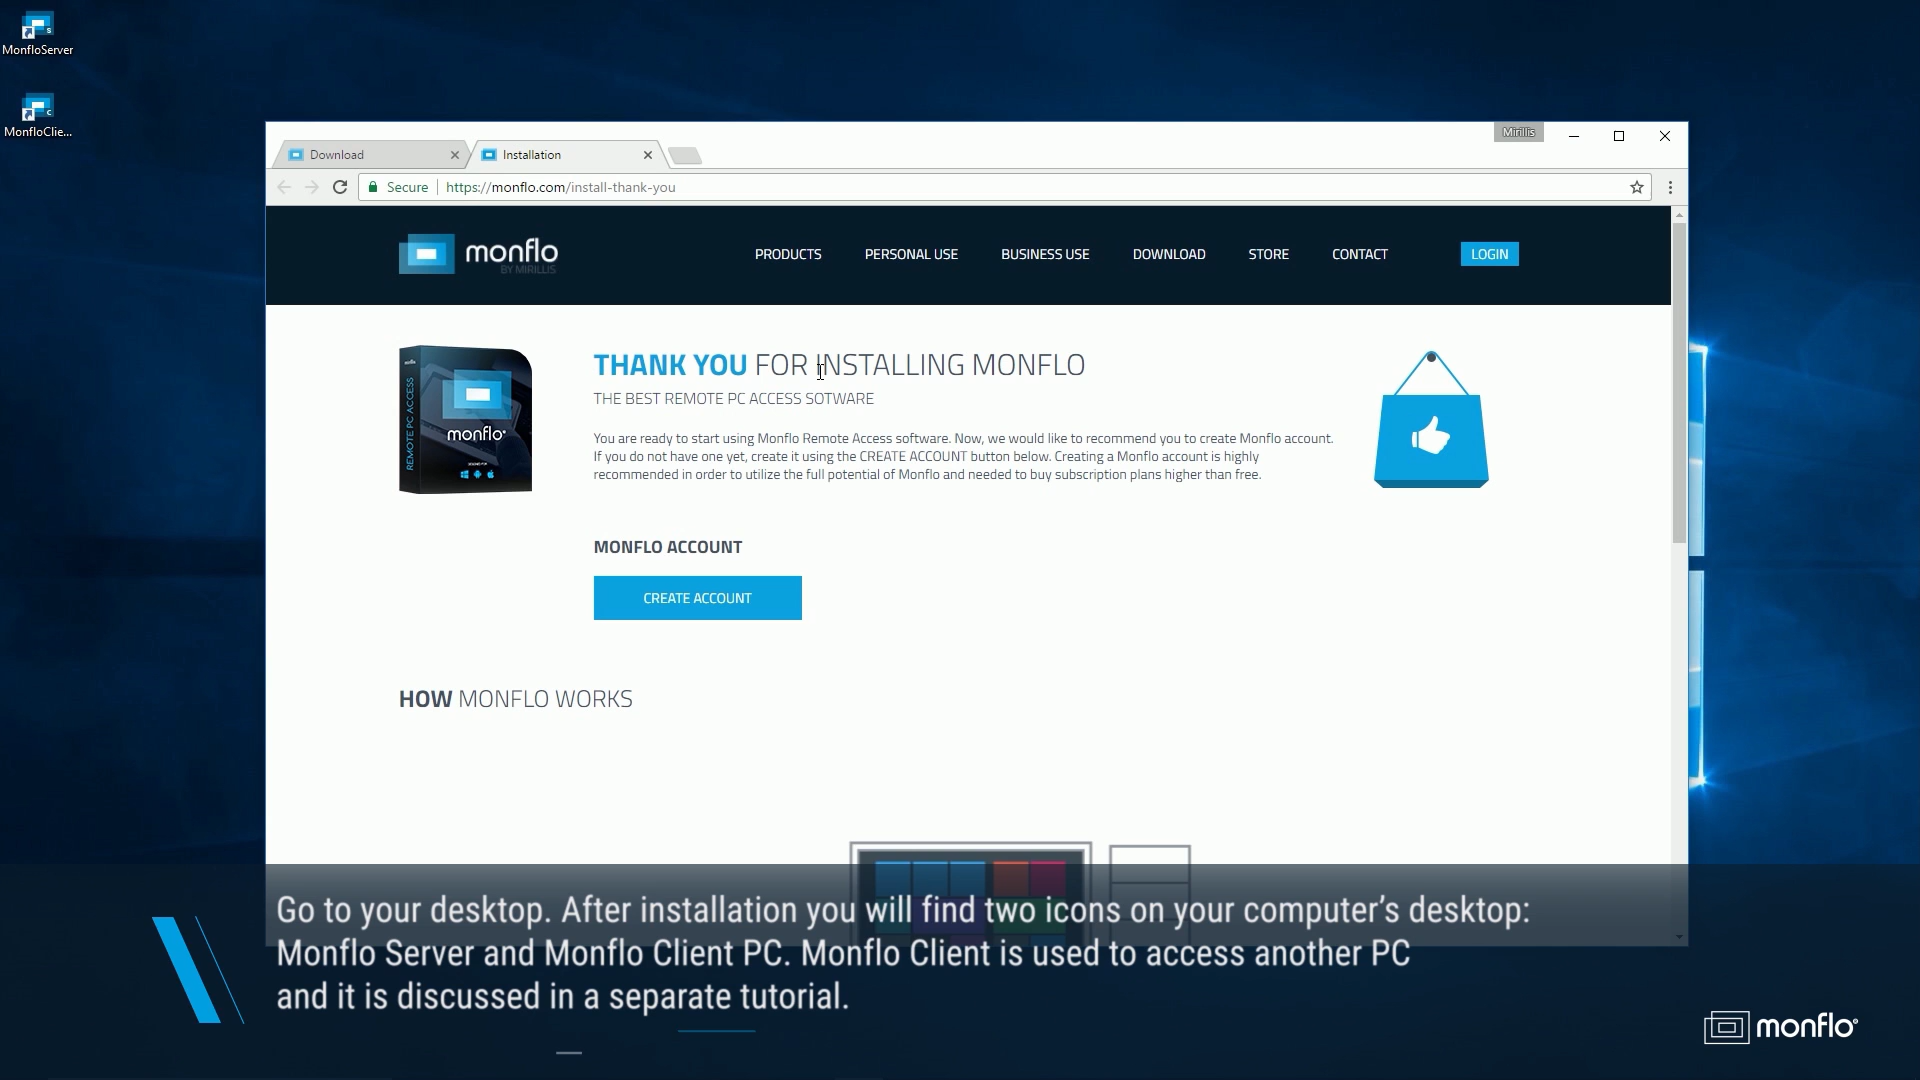 MonfloServer
MonfloClie...
Mirillis
Download
Installation
Secure
https://monflo.com/install-thank-you
monflo
BY MIRILLIS
PRODUCTS
PERSONAL USE
BUSINESS USE
DOWNLOAD
STORE
CONTACT
LOGIN
REMOTE PC ACCESS
monflo
THANK YOU FOR INSTALLING MONFLO
THE BEST REMOTE PC ACCESS SOTWARE
You are ready to start using Monflo Remote Access software. Now, we would like to recommend you to create Monflo account.
If you do not have one yet, create it using the CREATE ACCOUNT button below. Creating a Monflo account is highly
recommended in order to utilize the full potential of Monflo and needed to buy subscription plans higher than free.
MONFLO ACCOUNT
CREATE ACCOUNT
HOW MONFLO WORKS
Go to your desktop. After installation you will find two icons on your computer’s desktop:
Monflo Server and Monflo Client PC. Monflo Client is used to access another PC
and it is discussed in a separate tutorial.
monflo